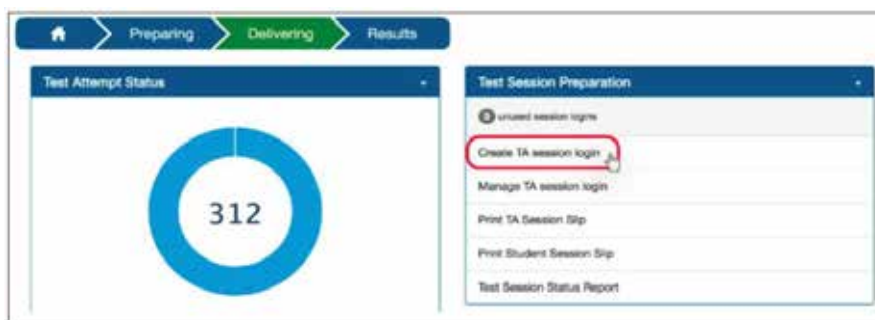 Preparing Delivering Results
Test Attempt Status
312
Test Session Preparation
unused session logins
Create TA session login
Manage TA session login
Print TA Session Slip
Print Student Session Slip
Test Session Status Report